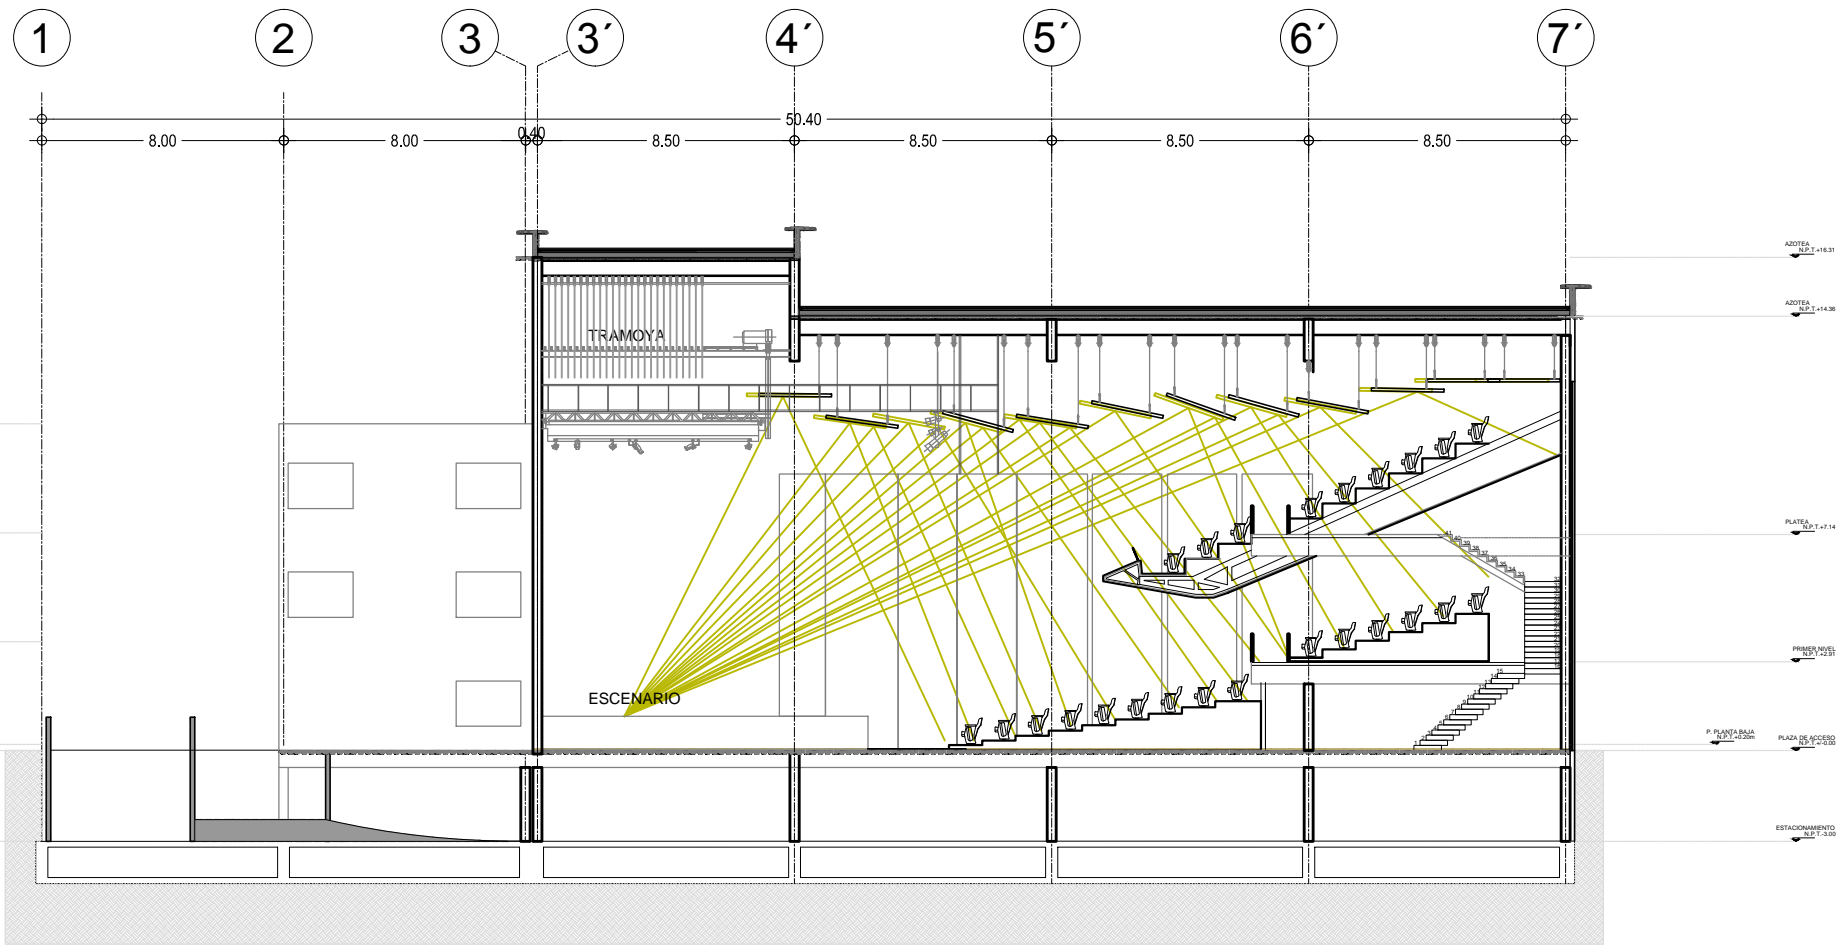 1 2 3 3´ 4´ 5´ 6´ 7´
50.40
8.00 8.00 0.40 8.50 8.50 8.50 8.50
AZOTEA
N.P.T.+16.31
AZOTEA
N.P.T.+14.36
TRAMOYA
PLATEA
N.P.T.+7.14
PRIMER NIVEL
N.P.T.+2.91
ESCENARIO
P. PLANTA BAJA
N.P.T.+0.20m
PLAZA DE ACCESO
N.P.T.+/-0.00
ESTACIONAMIENTO
N.P.T.-3.00